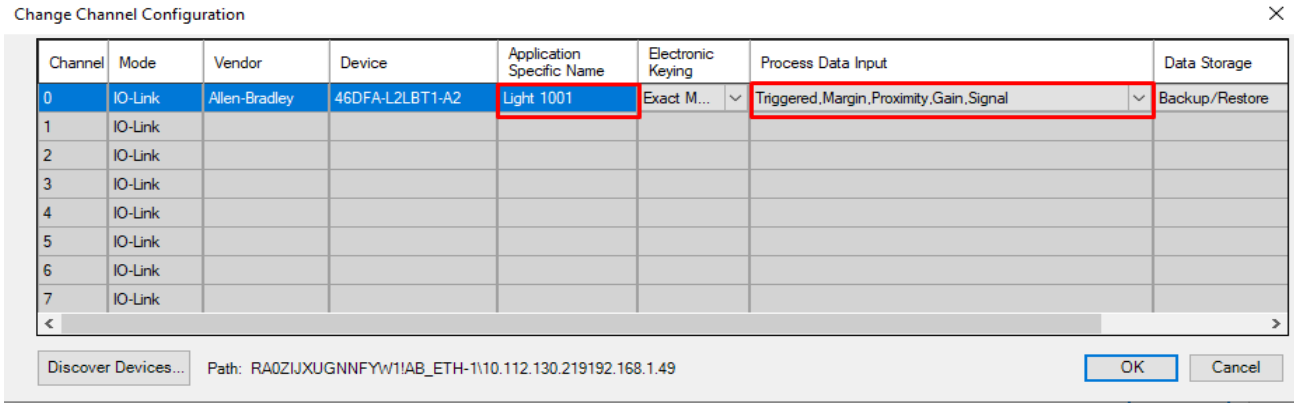 Change Channel Configuration
Channel Mode Vendor Device Application Specific Name Electronic Keying Process Data Input Data Storage
0 IO-Link Allen-Bradley 46DFA-L2LBT1-A2 Light 1001 Exact M... Triggered,Margin,Proximity,Gain,Signal Backup/Restore
1 IO-Link
2 IO-Link
3 IO-Link
4 IO-Link
5 IO-Link
6 IO-Link
7 IO-Link
Discover Devices... Path: RA0ZIJXUGNNFYW1!AB_ETH-1\10.112.130.219192.168.1.49 OK Cancel